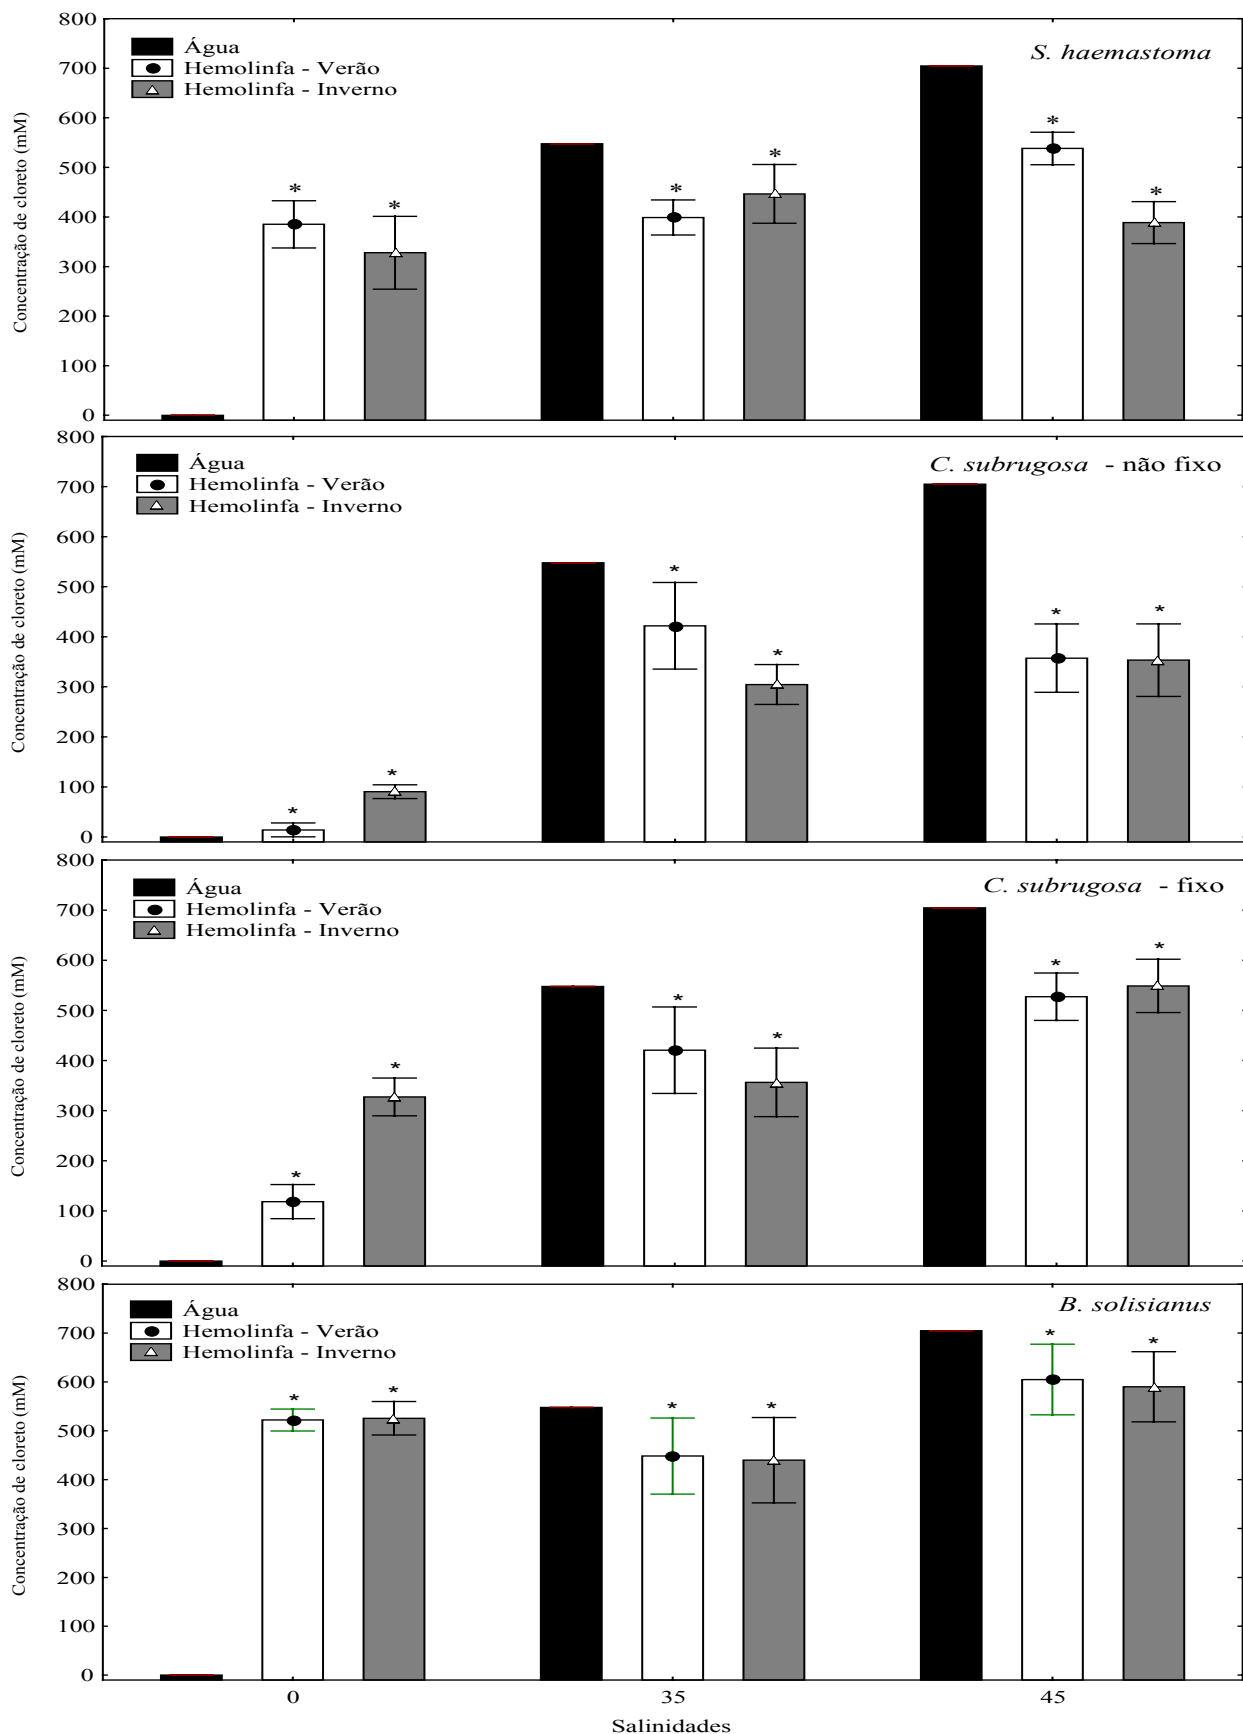 800
700
600
500
400
300
200
100
0
Concentração de cloreto (mM)
Água
Hemolinfa - Verão
Hemolinfa - Inverno
S. haemastoma
*
*
*
*
*
*
800
700
600
500
400
300
200
100
0
Concentração de cloreto (mM)
Água
Hemolinfa - Verão
Hemolinfa - Inverno
C. subrugosa - não fixo
*
*
*
*
*
*
800
700
600
500
400
300
200
100
0
Concentração de cloreto (mM)
Água
Hemolinfa - Verão
Hemolinfa - Inverno
C. subrugosa - fixo
*
*
*
*
*
*
800
700
600
500
400
300
200
100
0
Concentração de cloreto (mM)
Água
Hemolinfa - Verão
Hemolinfa - Inverno
B. solisianus
*
*
*
*
*
*
0 35 45
Salinidades